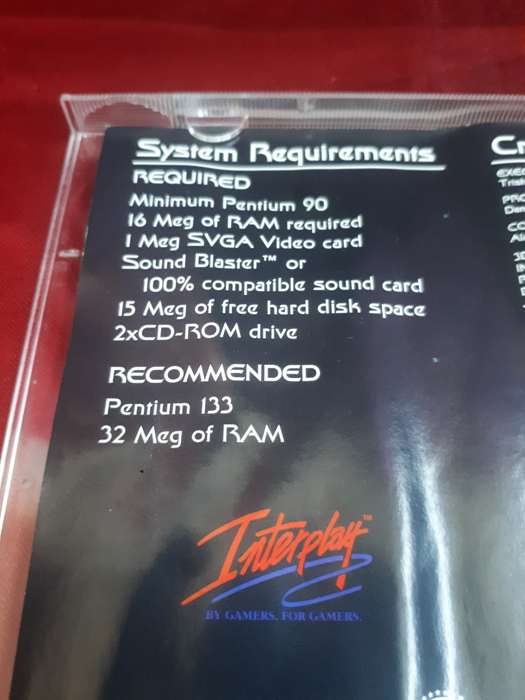 System Requirements
REQUIRED
Minimum Pentium 90
16 Meg of RAM required
1 Meg SVGA Video card
Sound Blaster™ or
100% compatible sound card
15 Meg of free hard disk space
2xCD-ROM drive
RECOMMENDED
Pentium 133
32 Meg of RAM
Interplay™
BY GAMERS. FOR GAMERS.